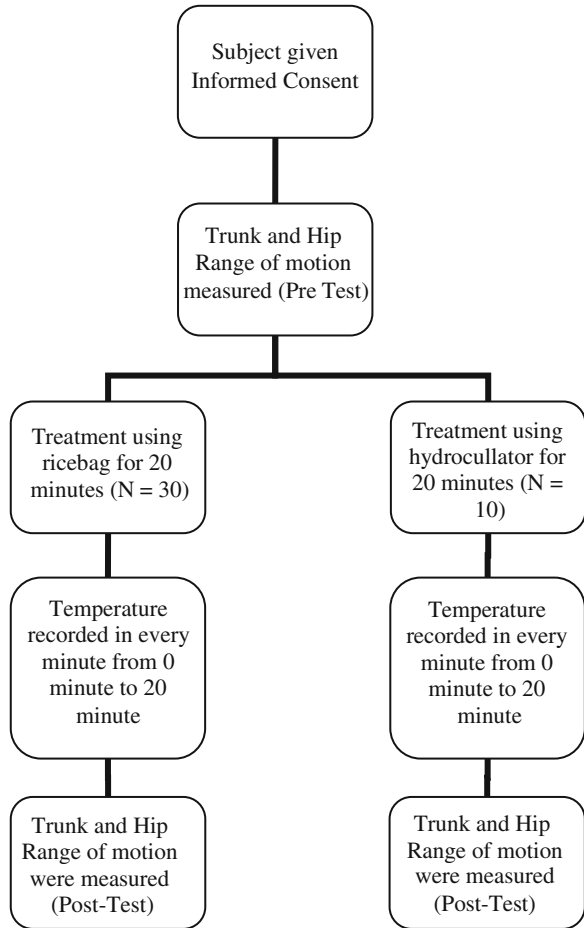 Subject given
Informed Consent
Trunk and Hip
Range of motion
measured (Pre Test)
Treatment using
ricebag for 20
minutes (N = 30)
Treatment using
hydrocullator for
20 minutes (N =
10)
Temperature
recorded in every
minute from 0
minute to 20
minute
Temperature
recorded in every
minute from 0
minute to 20
minute
Trunk and Hip
Range of motion
were measured
(Post-Test)
Trunk and Hip
Range of motion
were measured
(Post-Test)